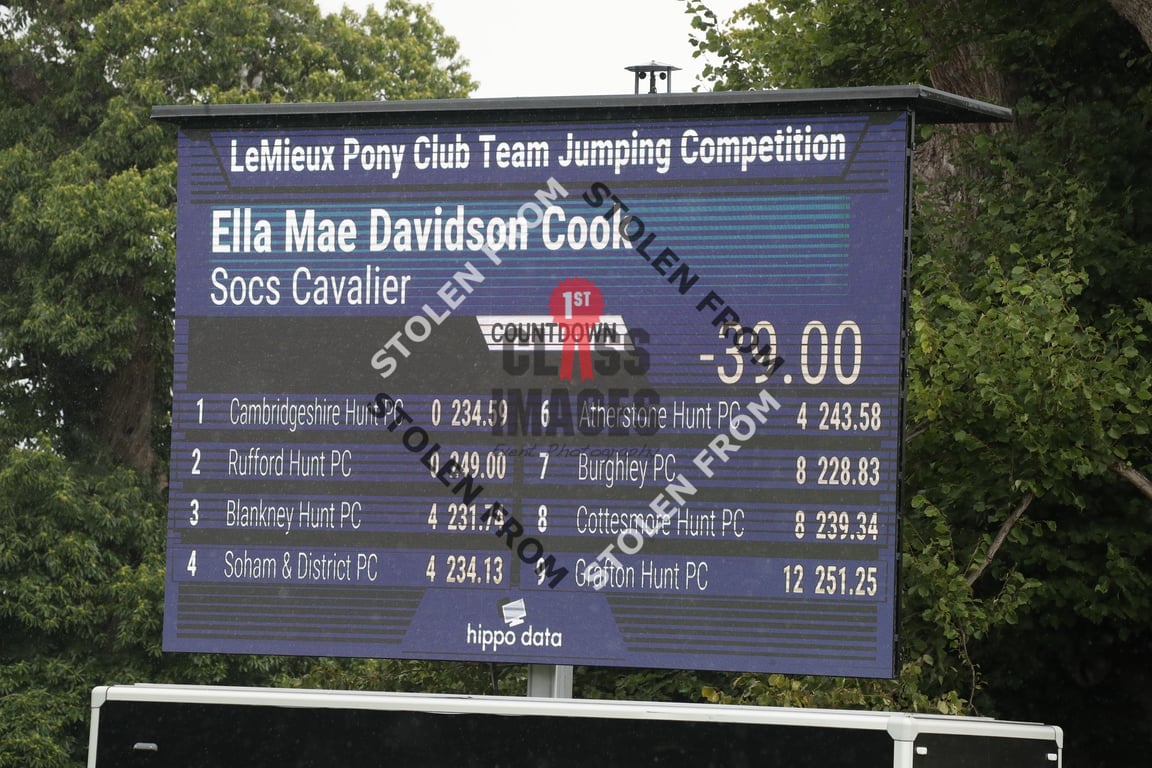 LeMieux Pony Club Team Jumping Competition
Ella Mae Davidson Cook
Socs Cavalier
COUNTDOWN
-39.00
1 Cambridgeshire Hunt PC 0 234.59
2 Rufford Hunt PC 0 249.00
3 Blankney Hunt PC 4 231.14
4 Soham & District PC 4 234.13
6 Atherstone Hunt PC 4 243.58
7 Burghley PC 8 228.83
8 Cottesmore Hunt PC 8 239.34
9 Grafton Hunt PC 12 251.25
hippo data
1ST
CLASS
IMAGES
Event Photography
STOLEN FROM
STOLEN FROM
STOLEN FROM
STOLEN FROM